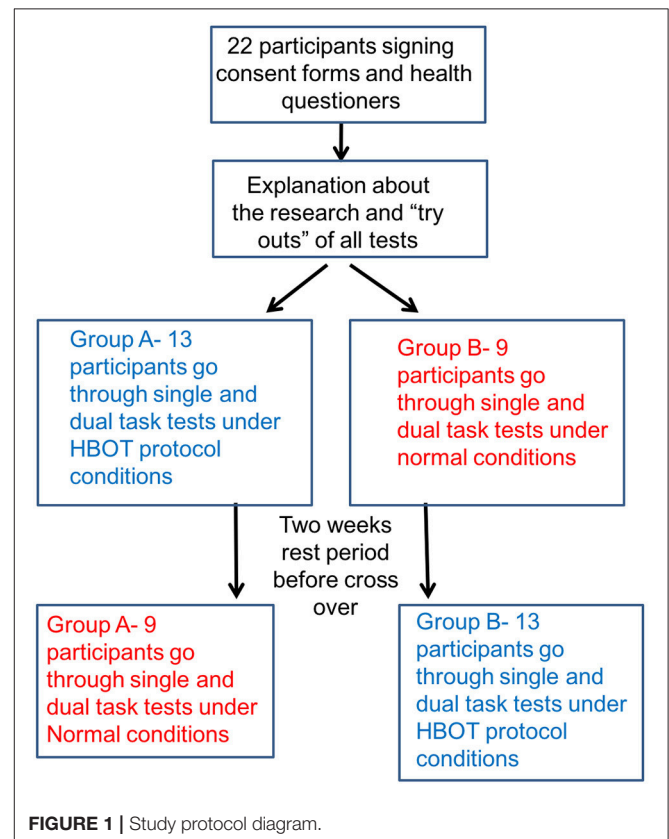 22 participants signing
consent forms and health
questioners
Explanation about
the research and “try
outs” of all tests
Group A- 13
participants go
through single and
dual task tests under
HBOT protocol
conditions
Group B- 9
participants go
through single and
dual task tests under
normal conditions
Two weeks
rest period
before cross
over
Group A- 9
participants go
through single and
dual task tests under
Normal conditions
Group B- 13
participants go
through single and
dual task tests under
HBOT protocol
conditions
FIGURE 1 | Study protocol diagram.